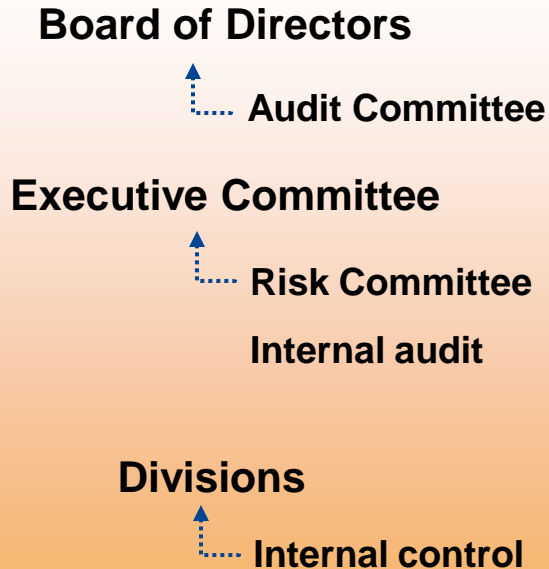 Board of Directors
Audit Committee
Executive Committee
Risk Committee
Internal audit
Divisions
Internal control